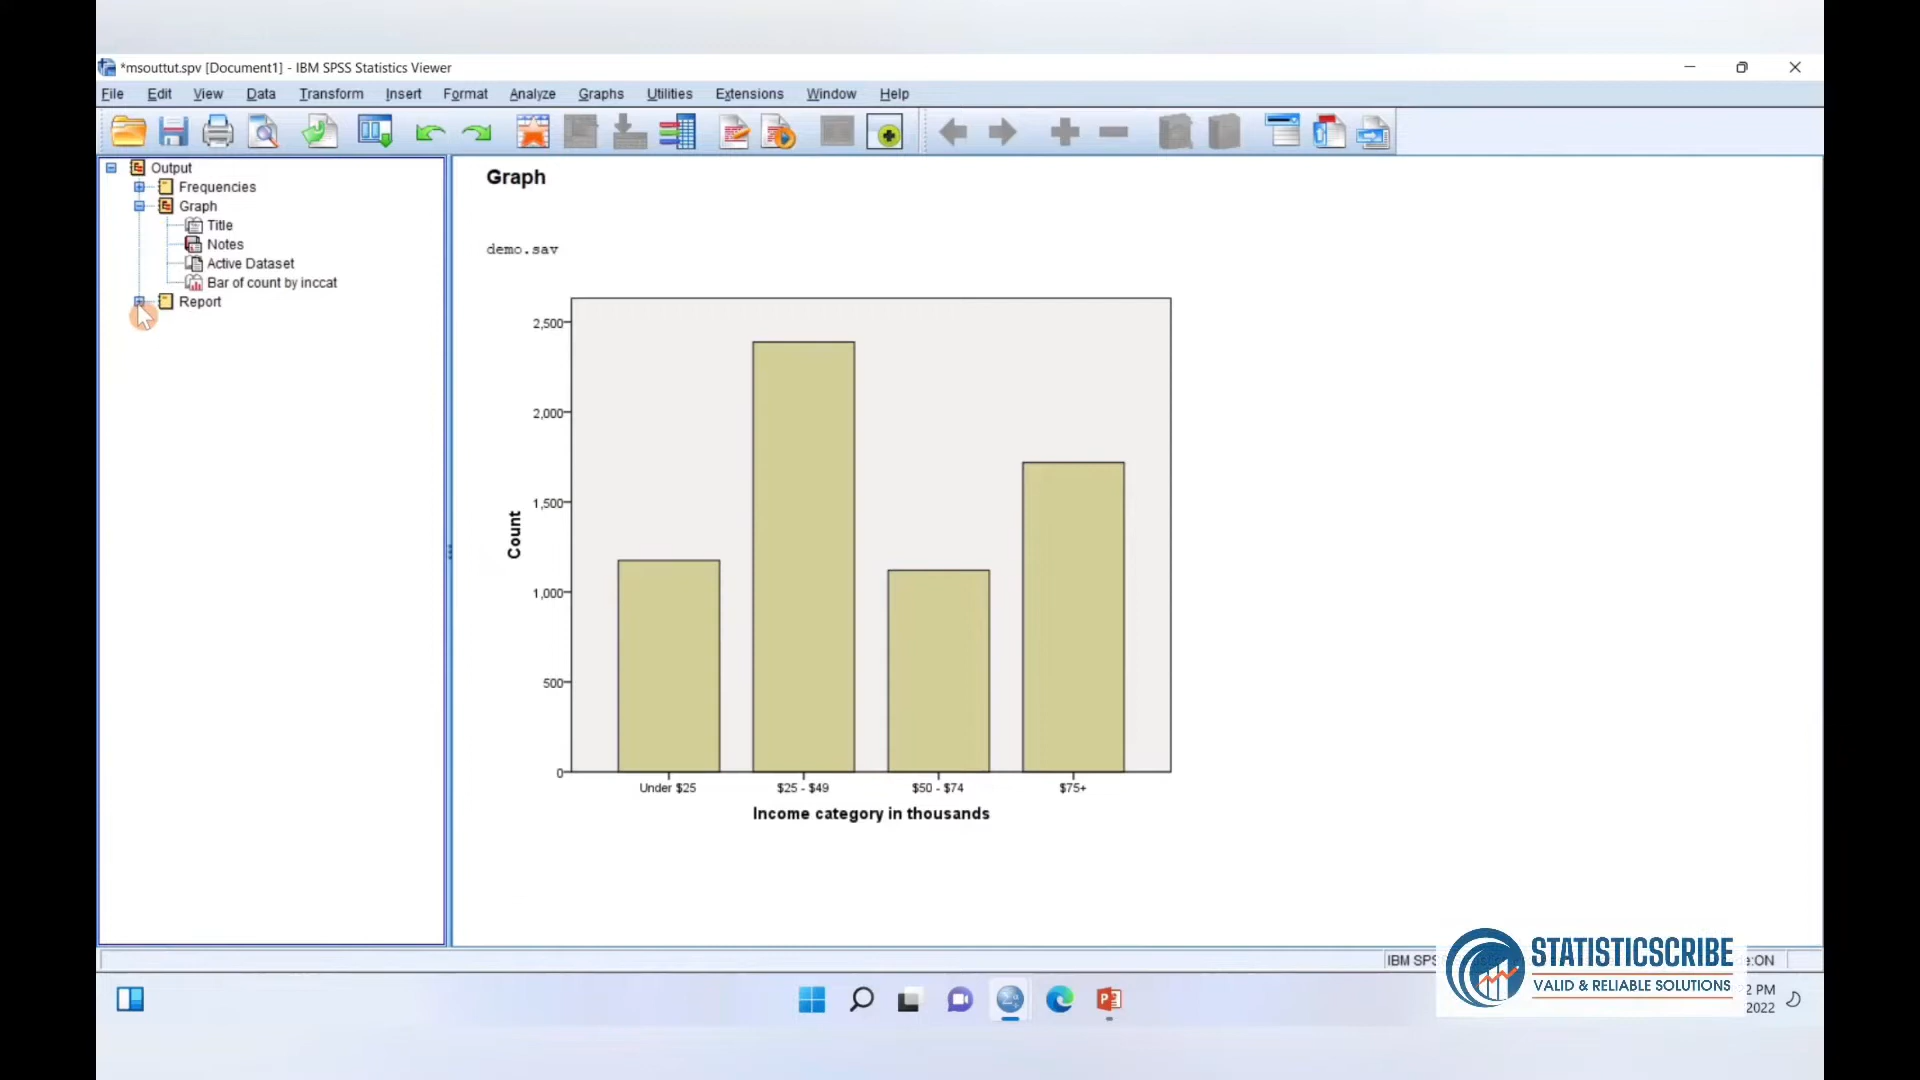 *msouttut.spv [Document1] - IBM SPSS Statistics Viewer
File Edit View Data Transform Insert Format Analyze Graphs Utilities Extensions Window Help
Output
Frequencies
Graph
Title
Notes
Active Dataset
Bar of count by inccat
Report
Graph
demo.sav
2,500
2,000
1,500
1,000
500
0
Count
Under $25 $25 - $49 $50 - $74 $75+
Income category in thousands
IBM SPS
:ON
STATISTICSCRIBE
VALID & RELIABLE SOLUTIONS
2 PM
2022